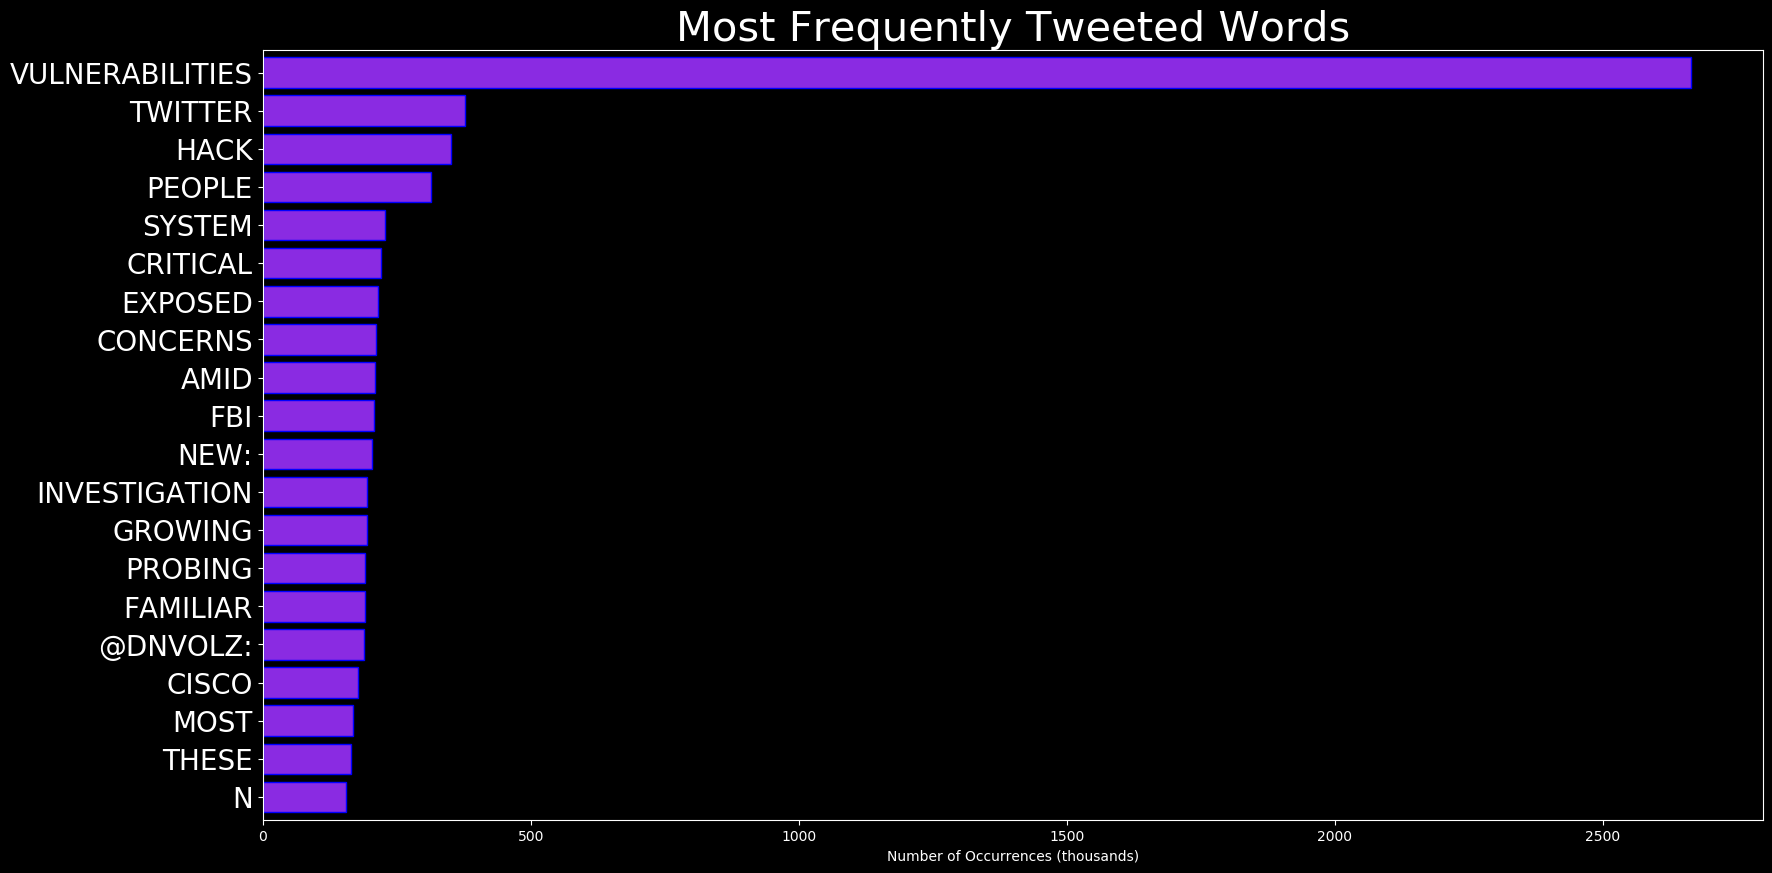 Most Frequently Tweeted Words
VULNERABILITIES
TWITTER
HACK
PEOPLE
SYSTEM
CRITICAL
EXPOSED
CONCERNS
AMID
FBI
NEW:
INVESTIGATION
GROWING
PROBING
FAMILIAR
@DNVOLZ:
CISCO
MOST
THESE
N
0 500 1000 1500 2000 2500
Number of Occurrences (thousands)